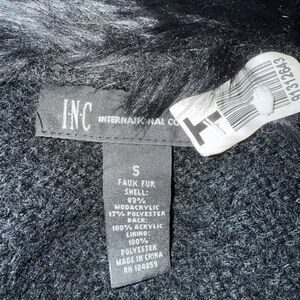 I·N·C
INTERNATIONAL CO
S
FAUX FUR
SHELL:
83%
MODACRYLIC
17% POLYESTER
BACK:
100% ACRYLIC
LINING:
100%
POLYESTER
MADE IN CHINA
RN 124859